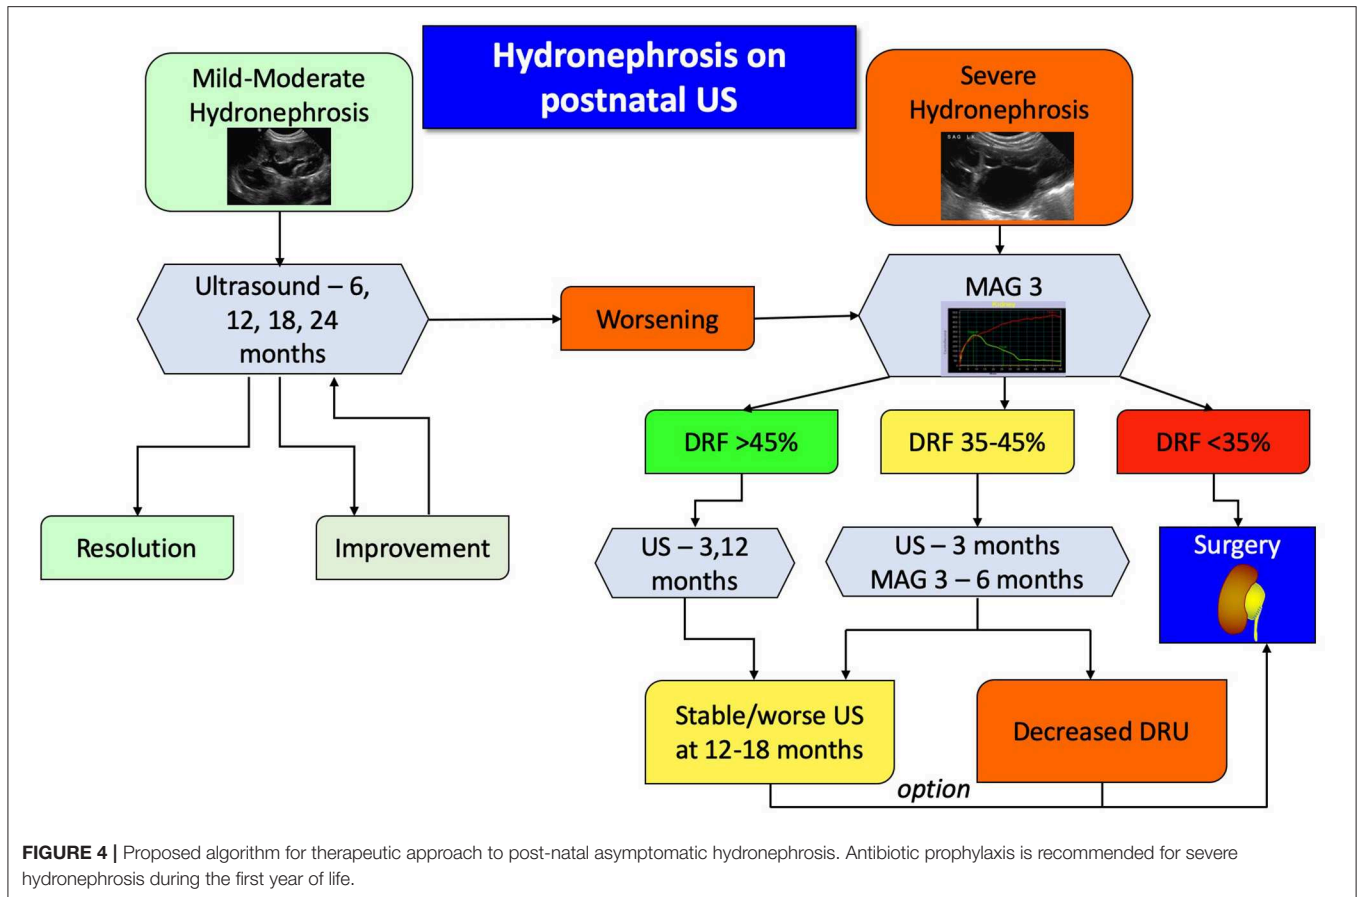 Hydronephrosis on
postnatal US
Mild-Moderate
Hydronephrosis
Severe
Hydronephrosis
SAG LK
Ultrasound – 6,
12, 18, 24
months
Worsening
MAG 3
DRF >45%
DRF 35-45%
DRF <35%
Resolution
Improvement
US – 3,12
months
US – 3 months
MAG 3 – 6 months
Surgery
Stable/worse US
at 12-18 months
Decreased DRU
option
FIGURE 4 | Proposed algorithm for therapeutic approach to post-natal asymptomatic hydronephrosis. Antibiotic prophylaxis is recommended for severe
hydronephrosis during the first year of life.